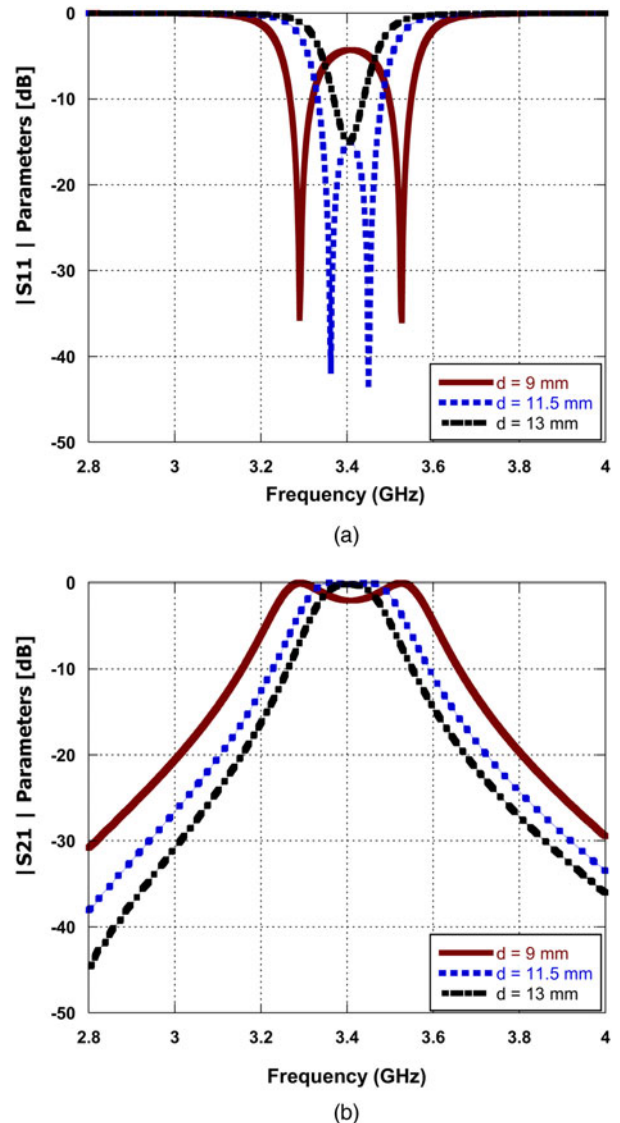 0
-10
-20
-30
-40
-50
|S11 | Parameters [dB]
d = 9 mm
d = 11.5 mm
d = 13 mm
2.8 3 3.2 3.4 3.6 3.8 4
Frequency (GHz)
(a)
0
-10
-20
-30
-40
-50
|S21 | Parameters [dB]
d = 9 mm
d = 11.5 mm
d = 13 mm
2.8 3 3.2 3.4 3.6 3.8 4
Frequency (GHz)
(b)